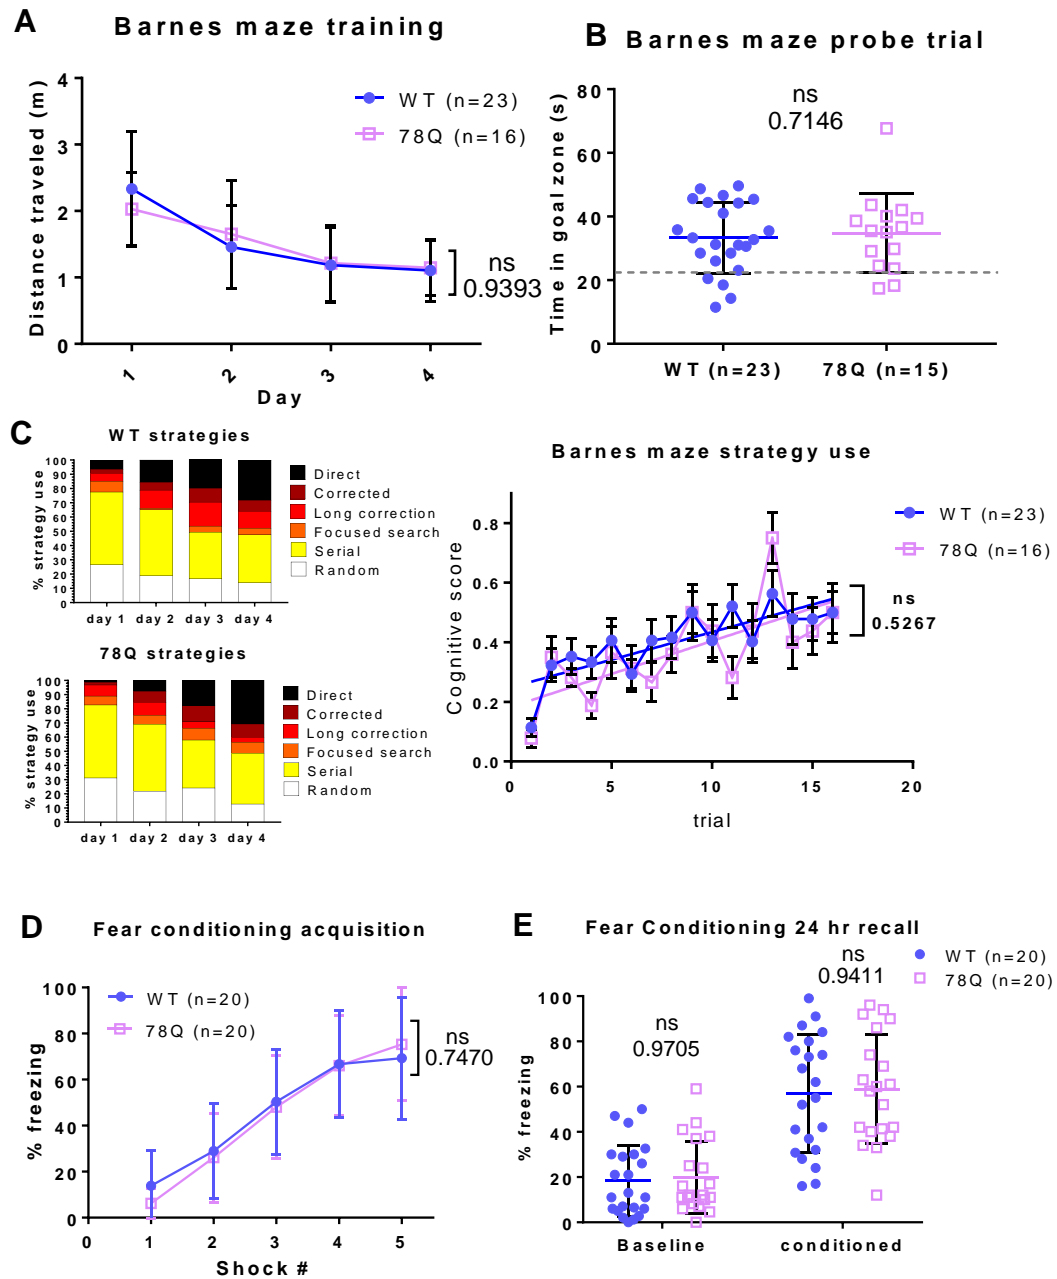 A
Barnes maze training
Distance traveled (m)
4
3
2
1
0
WT (n=23)
78Q (n=16)
ns
0.9393
1
2
3
4
Day
B
Barnes maze probe trial
Time in goal zone (s)
80
60
40
20
0
ns
0.7146
WT (n=23)
78Q (n=15)
C
WT strategies
% strategy use
100
90
80
70
60
50
40
30
20
10
0
Direct
Corrected
Long correction
Focused search
Serial
Random
day 1
day 2
day 3
day 4
78Q strategies
% strategy use
100
90
80
70
60
50
40
30
20
10
0
Direct
Corrected
Long correction
Focused search
Serial
Random
day 1
day 2
day 3
day 4
Barnes maze strategy use
Cognitive score
0.8
0.6
0.4
0.2
0.0
WT (n=23)
78Q (n=16)
ns
0.5267
0
5
10
15
20
trial
D
Fear conditioning acquisition
% freezing
100
80
60
40
20
0
WT (n=20)
78Q (n=20)
ns
0.7470
0
1
2
3
4
5
Shock #
E
Fear Conditioning 24 hr recall
% freezing
100
80
60
40
20
0
ns
0.9705
ns
0.9411
WT (n=20)
78Q (n=20)
Baseline
conditioned